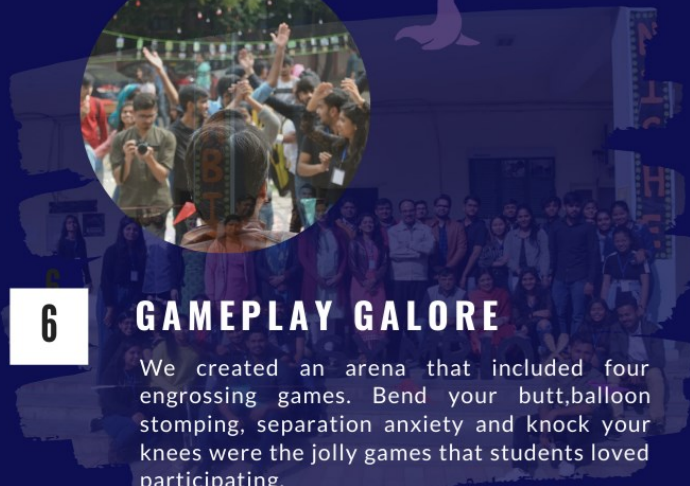 6
GAMEPLAY GALORE
We created an arena that included four
engrossing games. Bend your butt,balloon
stomping, separation anxiety and knock your
knees were the jolly games that students loved
participating.